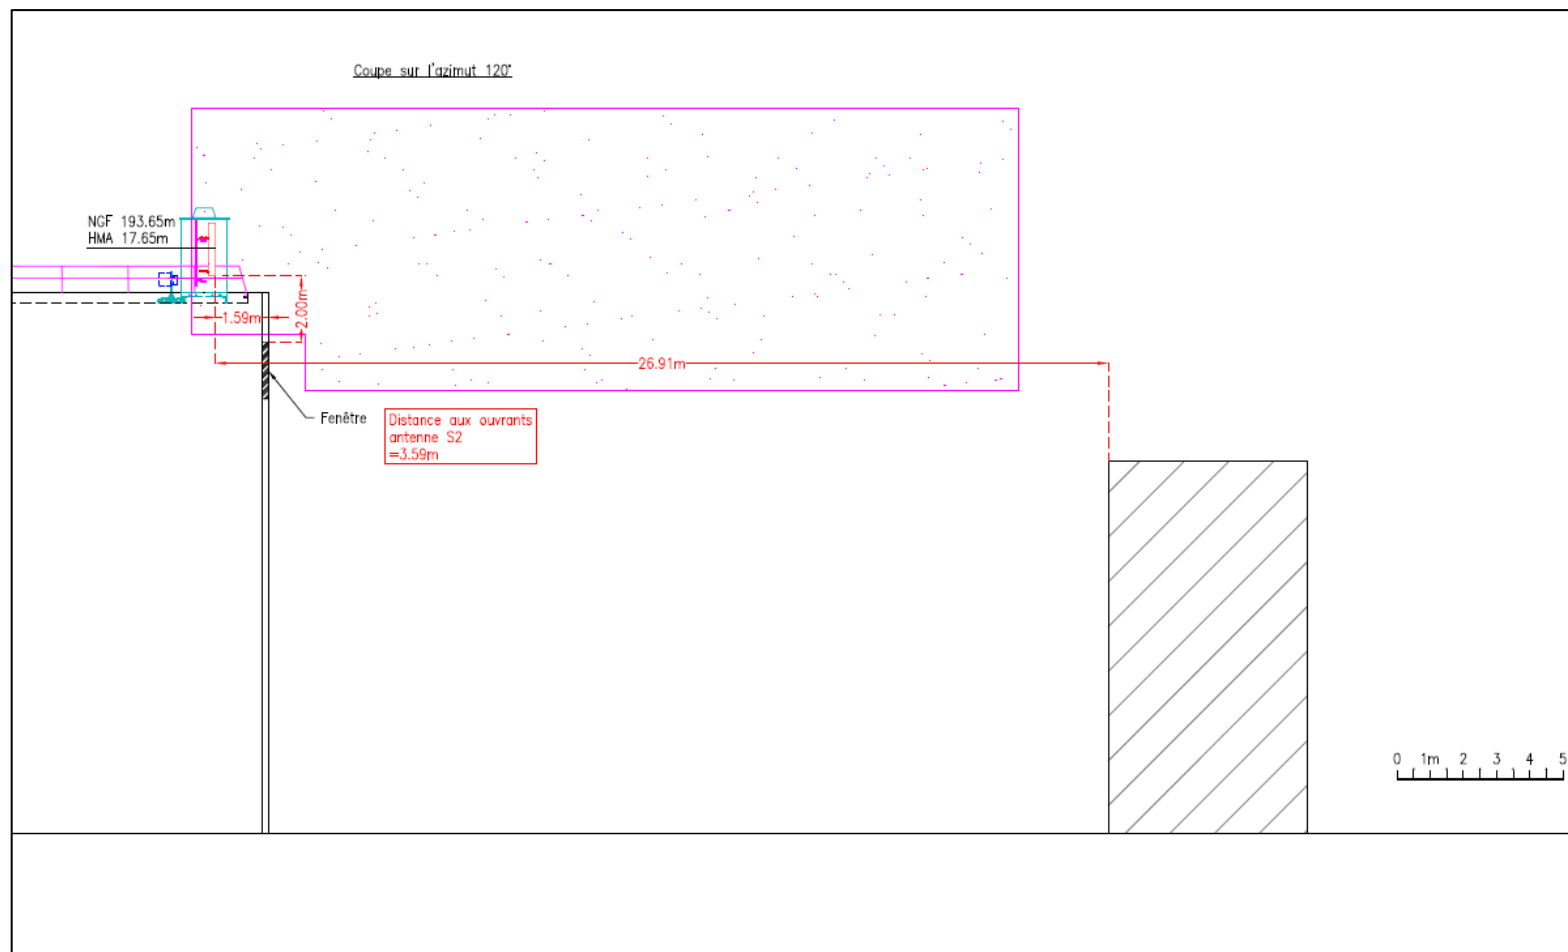 Coupe sur l'azimut 120°
NGF 193.65m
HMA 17.65m
1.59m
2.00m
26.91m
Fenêtre
Distance aux ouvrants
antenne S2
=3.59m
0 1m 2 3 4 5